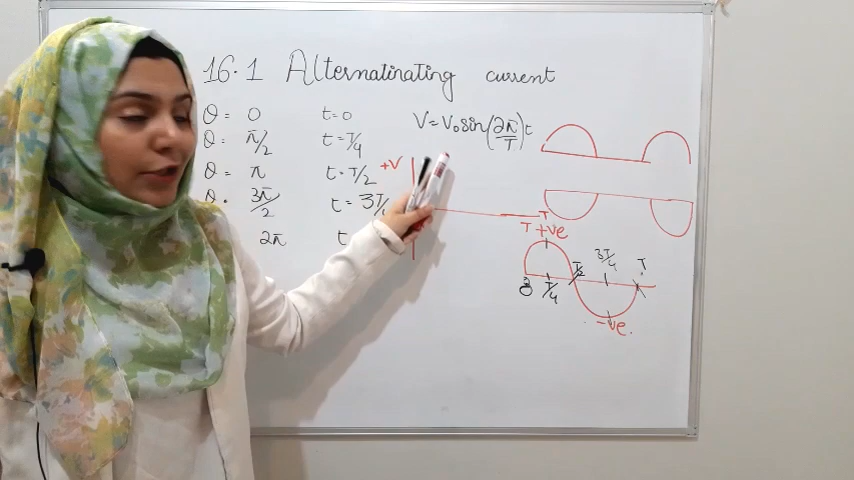 16.1 Alternatinating current
θ = 0 t=0
θ = π/2 t = T/4
θ = π t = T/2
θ = 3π/2 t = 3T/4
2π t
V = V₀ sin(2π/T)t
+V
T
T +ve
0 T/4 T/2 3T/4 T
-ve.